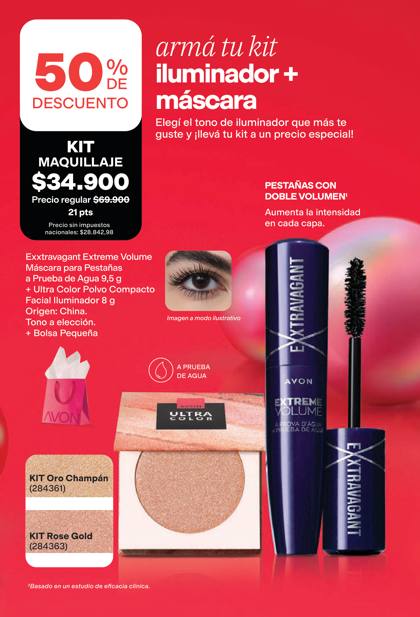 50%
DE
DESCUENTO
KIT
MAQUILLAJE
$34.900
Precio regular $69.900
21 pts
Precio sin impuestos
nacionales: $28.842,98
armá tu kit
iluminador +
máscara
Elegí el tono de iluminador que más te
guste y ¡llevá tu kit a un precio especial!
PESTAÑAS CON
DOBLE VOLUMEN¹
Aumenta la intensidad
en cada capa.
Exxtravagant Extreme Volume
Máscara para Pestañas
a Prueba de Agua 9,5 g
+ Ultra Color Polvo Compacto
Facial Iluminador 8 g
Origen: China.
Tono a elección.
+ Bolsa Pequeña
Imagen a modo ilustrativo
A PRUEBA
DE AGUA
AVON
ULTRA
COLOR
EXXTRAVAGANT
AVON
EXTREME
VOLUME
À PROVA D'ÁGUA
A PRUEBA DE AGUA
EXXTRAVAGANT
KIT Oro Champán
(284361)
KIT Rose Gold
(284363)
¹Basado en un estudio de eficacia clínica.